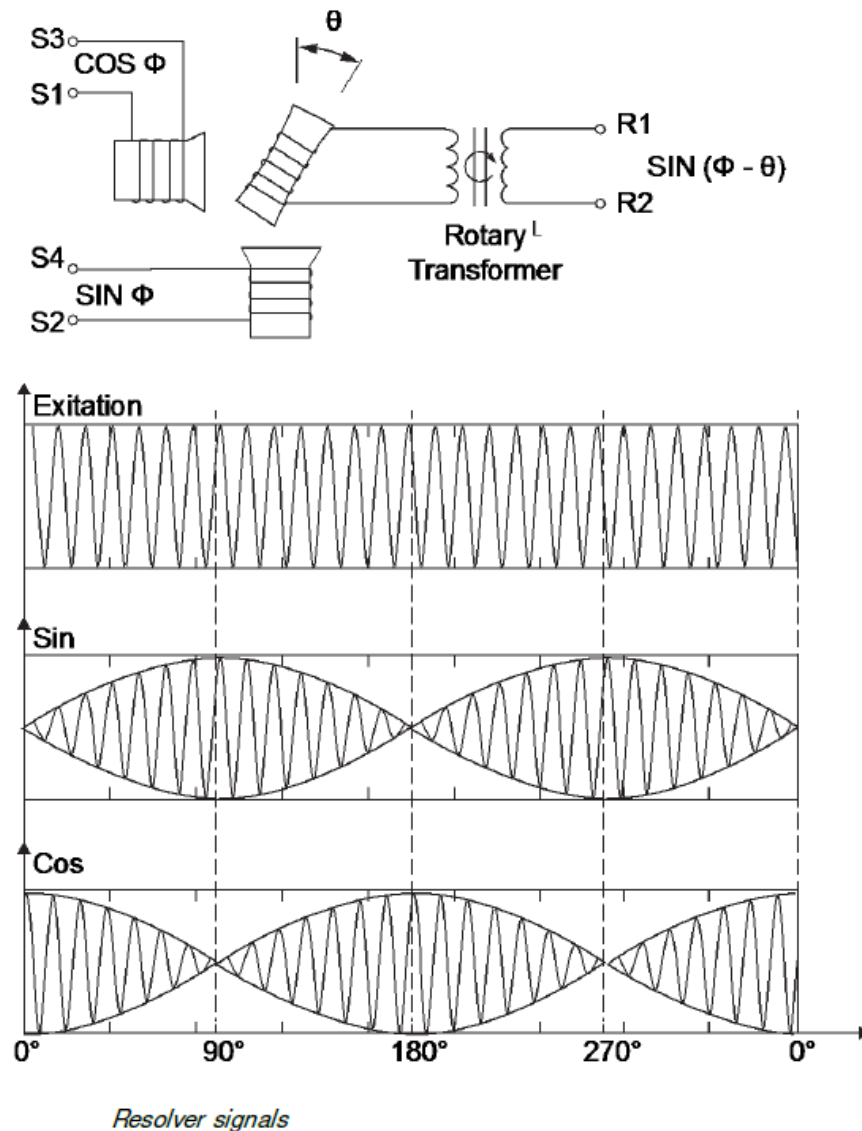 θ
S3
COS Φ
S1
R1
SIN (Φ - θ)
R2
S4
SIN Φ
S2
Rotary L
Transformer
Exitation
Sin
Cos
0° 90° 180° 270° 0°
Resolver signals